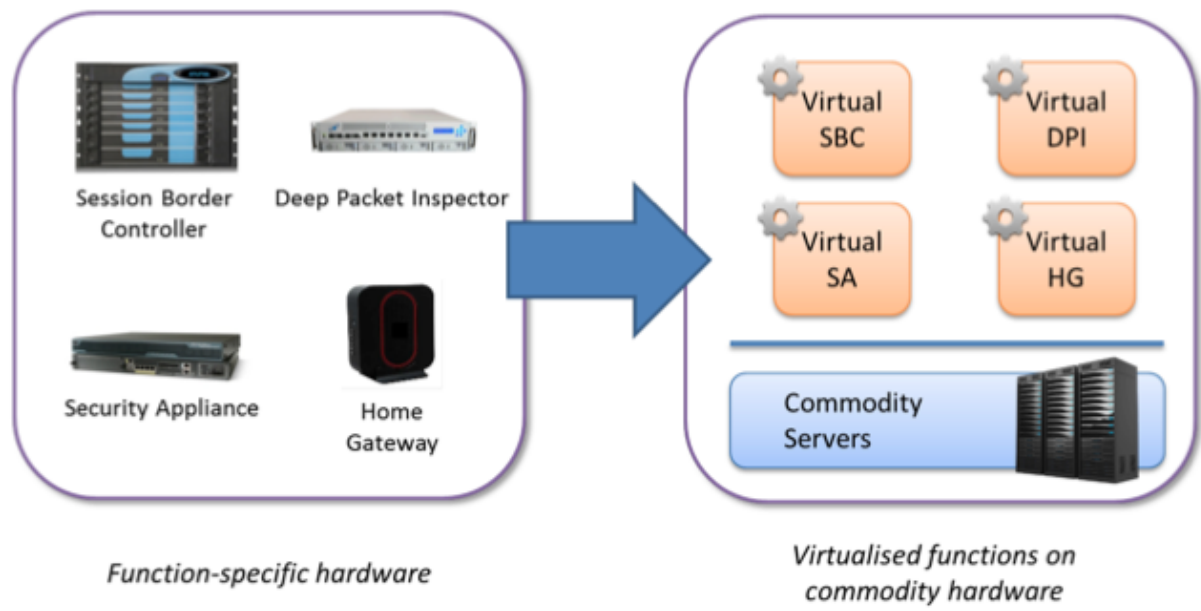 Session Border
Controller
Deep Packet Inspector
Security Appliance
Home
Gateway
Function-specific hardware
Virtual
SBC
Virtual
DPI
Virtual
SA
Virtual
HG
Commodity
Servers
Virtualised functions on
commodity hardware